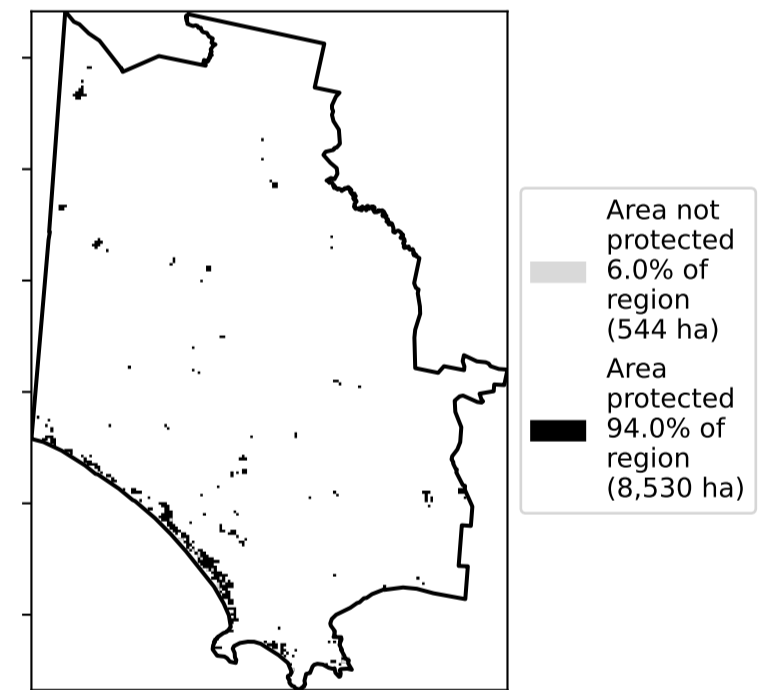 Area not
protected
6.0% of
region
(544 ha)
Area
protected
94.0% of
region
(8,530 ha)